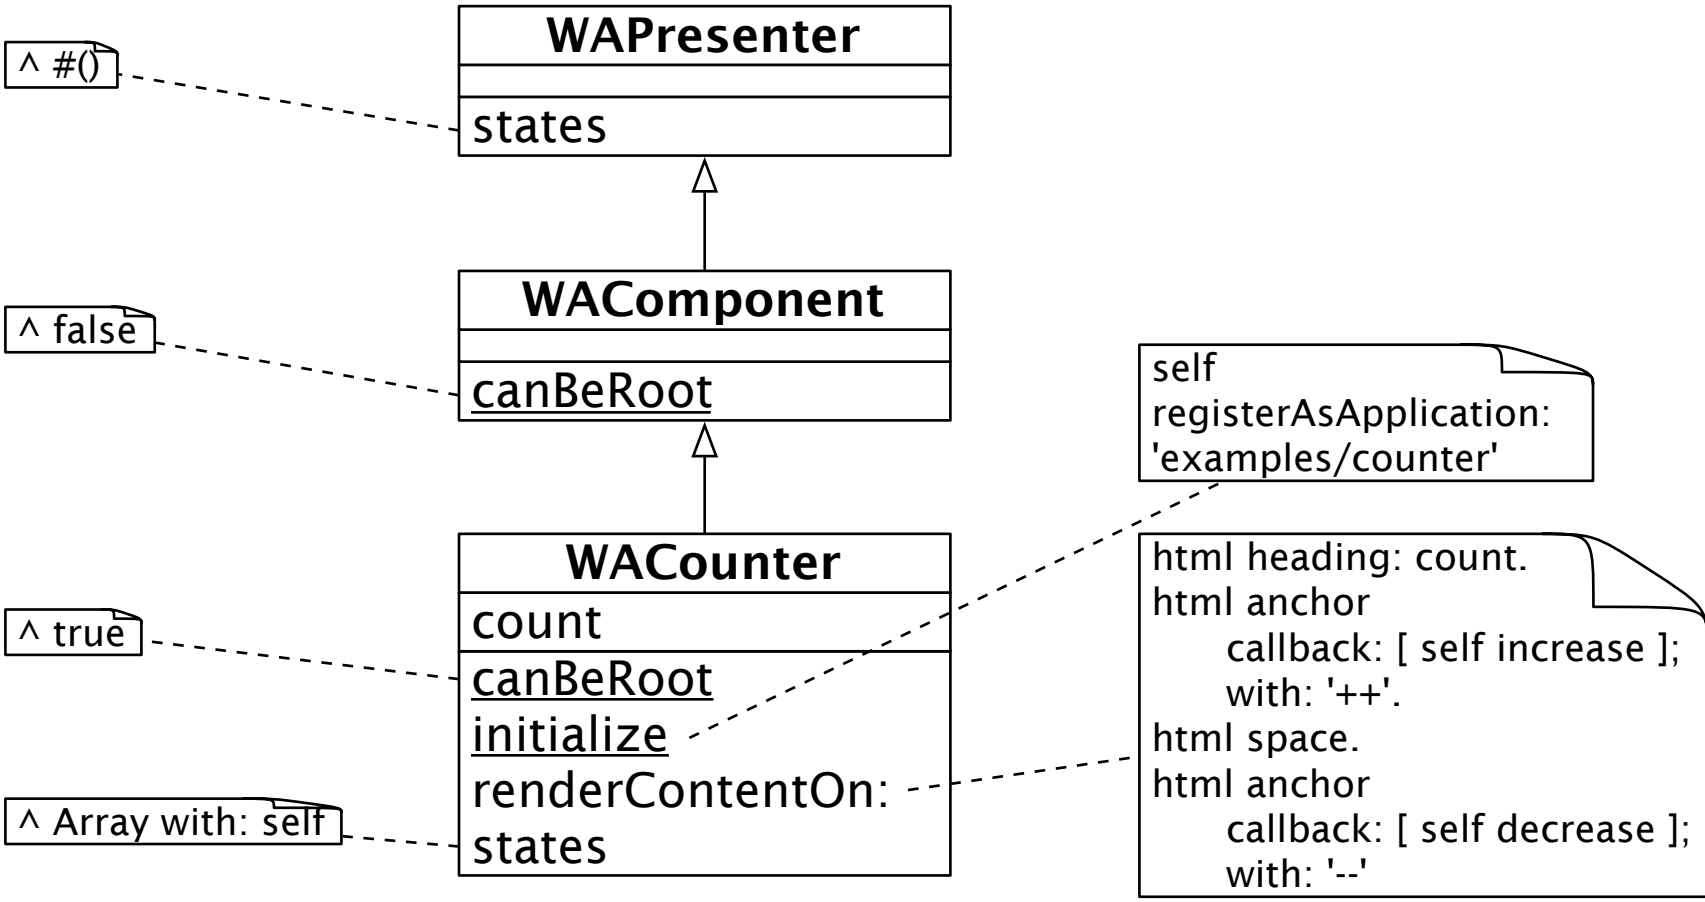 WAPresenter
^ #()
states
WAComponent
^ false
canBeRoot
self
registerAsApplication:
'examples/counter'
WACounter
count
^ true
canBeRoot
initialize
renderContentOn:
^ Array with: self
states
html heading: count.
html anchor
callback: [ self increase ];
with: '++'.
html space.
html anchor
callback: [ self decrease ];
with: '--'